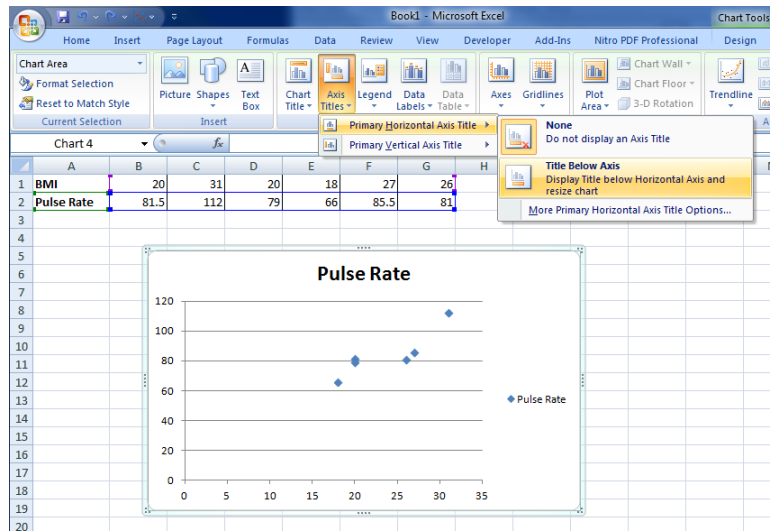 Book1 - Microsoft Excel
Chart Tools
Home Insert Page Layout Formulas Data Review View Developer Add-Ins Nitro PDF Professional Design
Chart Area
Format Selection
Reset to Match Style
Current Selection
Picture Shapes Text Box
Insert
Chart Title Axis Titles Legend Data Labels Data Table
Axes Gridlines
Plot Area
Chart Wall
Chart Floor
3-D Rotation
Trendline
Primary Horizontal Axis Title
Primary Vertical Axis Title
None
Do not display an Axis Title
Title Below Axis
Display Title below Horizontal Axis and
resize chart
More Primary Horizontal Axis Title Options...
Chart 4 fx
A B C D E F G H
1 BMI 20 31 20 18 27 26
2 Pulse Rate 81.5 112 79 66 85.5 81
3
4
5
6
7
8
9
10
11
12
13
14
15
16
17
18
19
20
Pulse Rate
120
100
80
60
40
20
0
0 5 10 15 20 25 30 35
Pulse Rate